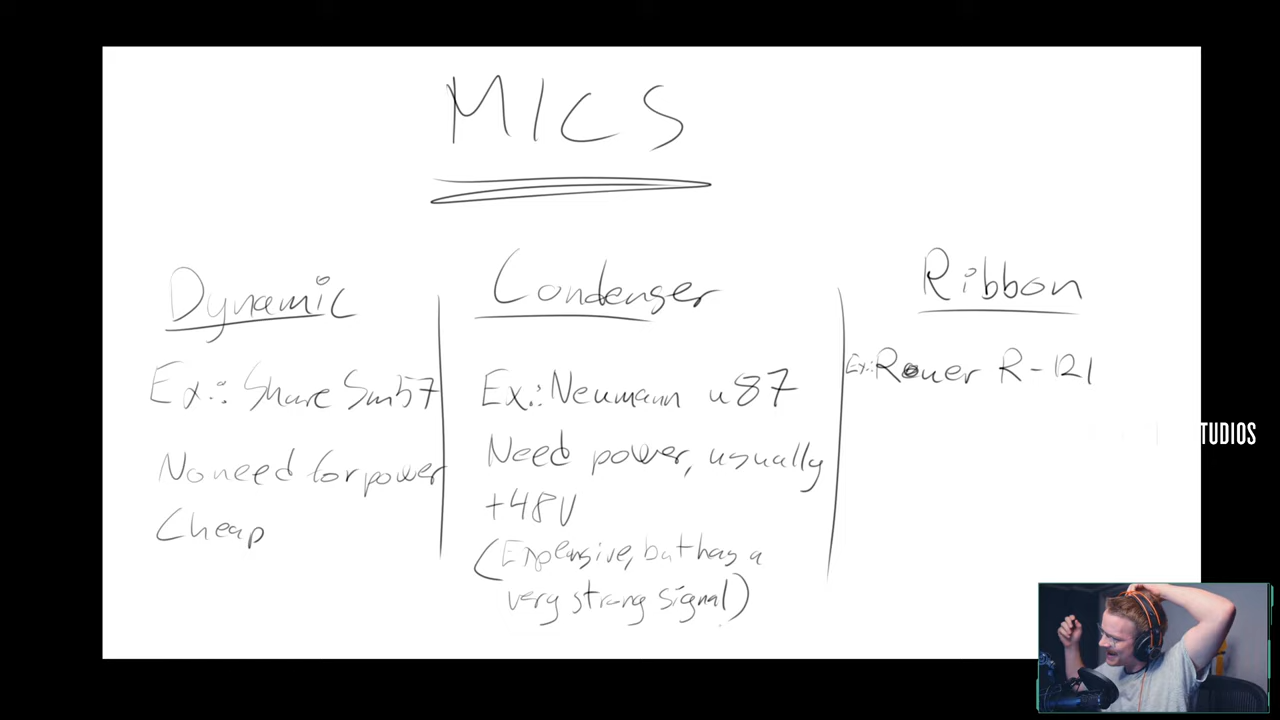 MICS
Dynamic
Ex.: Shure Sm57
No need for power
Cheap
Condenser
Ex.: Neumann u87
Need power, usually
+48V
(Expensive, but has a
very strong signal)
Ribbon
Ex.: Rouer R-121
TUDIOS